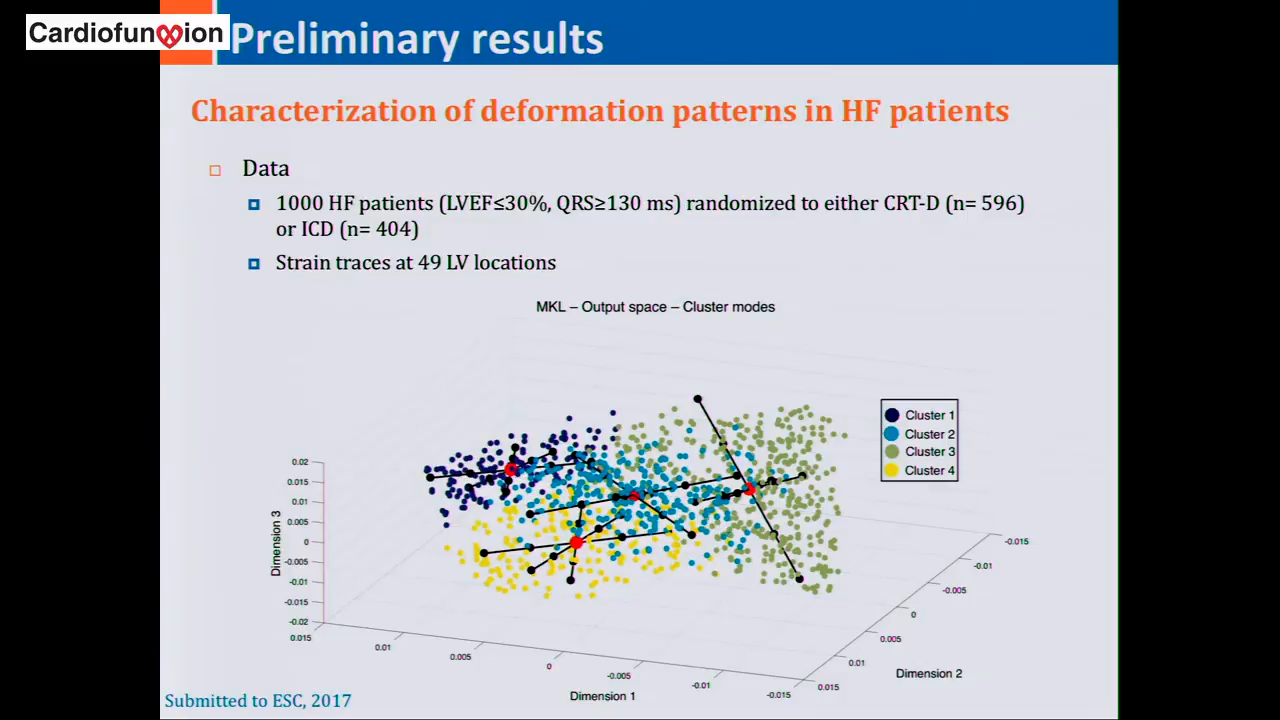 CardiofunXion
Preliminary results
Characterization of deformation patterns in HF patients
Data
1000 HF patients (LVEF≤30%, QRS≥130 ms) randomized to either CRT-D (n= 596)
or ICD (n= 404)
Strain traces at 49 LV locations
MKL – Output space – Cluster modes
Cluster 1
Cluster 2
Cluster 3
Cluster 4
0.02
0.015
0.01
0.005
0
-0.005
-0.01
-0.015
-0.02
Dimension 3
0.015
0.01
0.005
0
-0.005
-0.01
-0.015
Dimension 1
-0.015
-0.01
-0.005
0
0.005
0.01
0.015
Dimension 2
Submitted to ESC, 2017